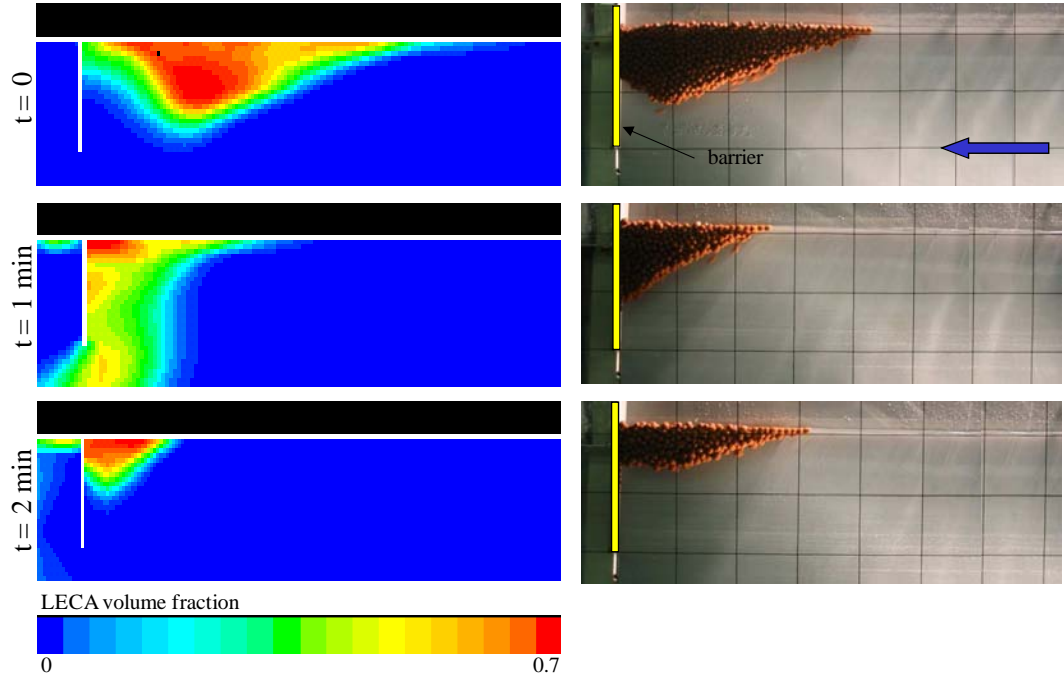 t = 0
barrier
t = 1 min
t = 2 min
LECA volume fraction
0
0.7